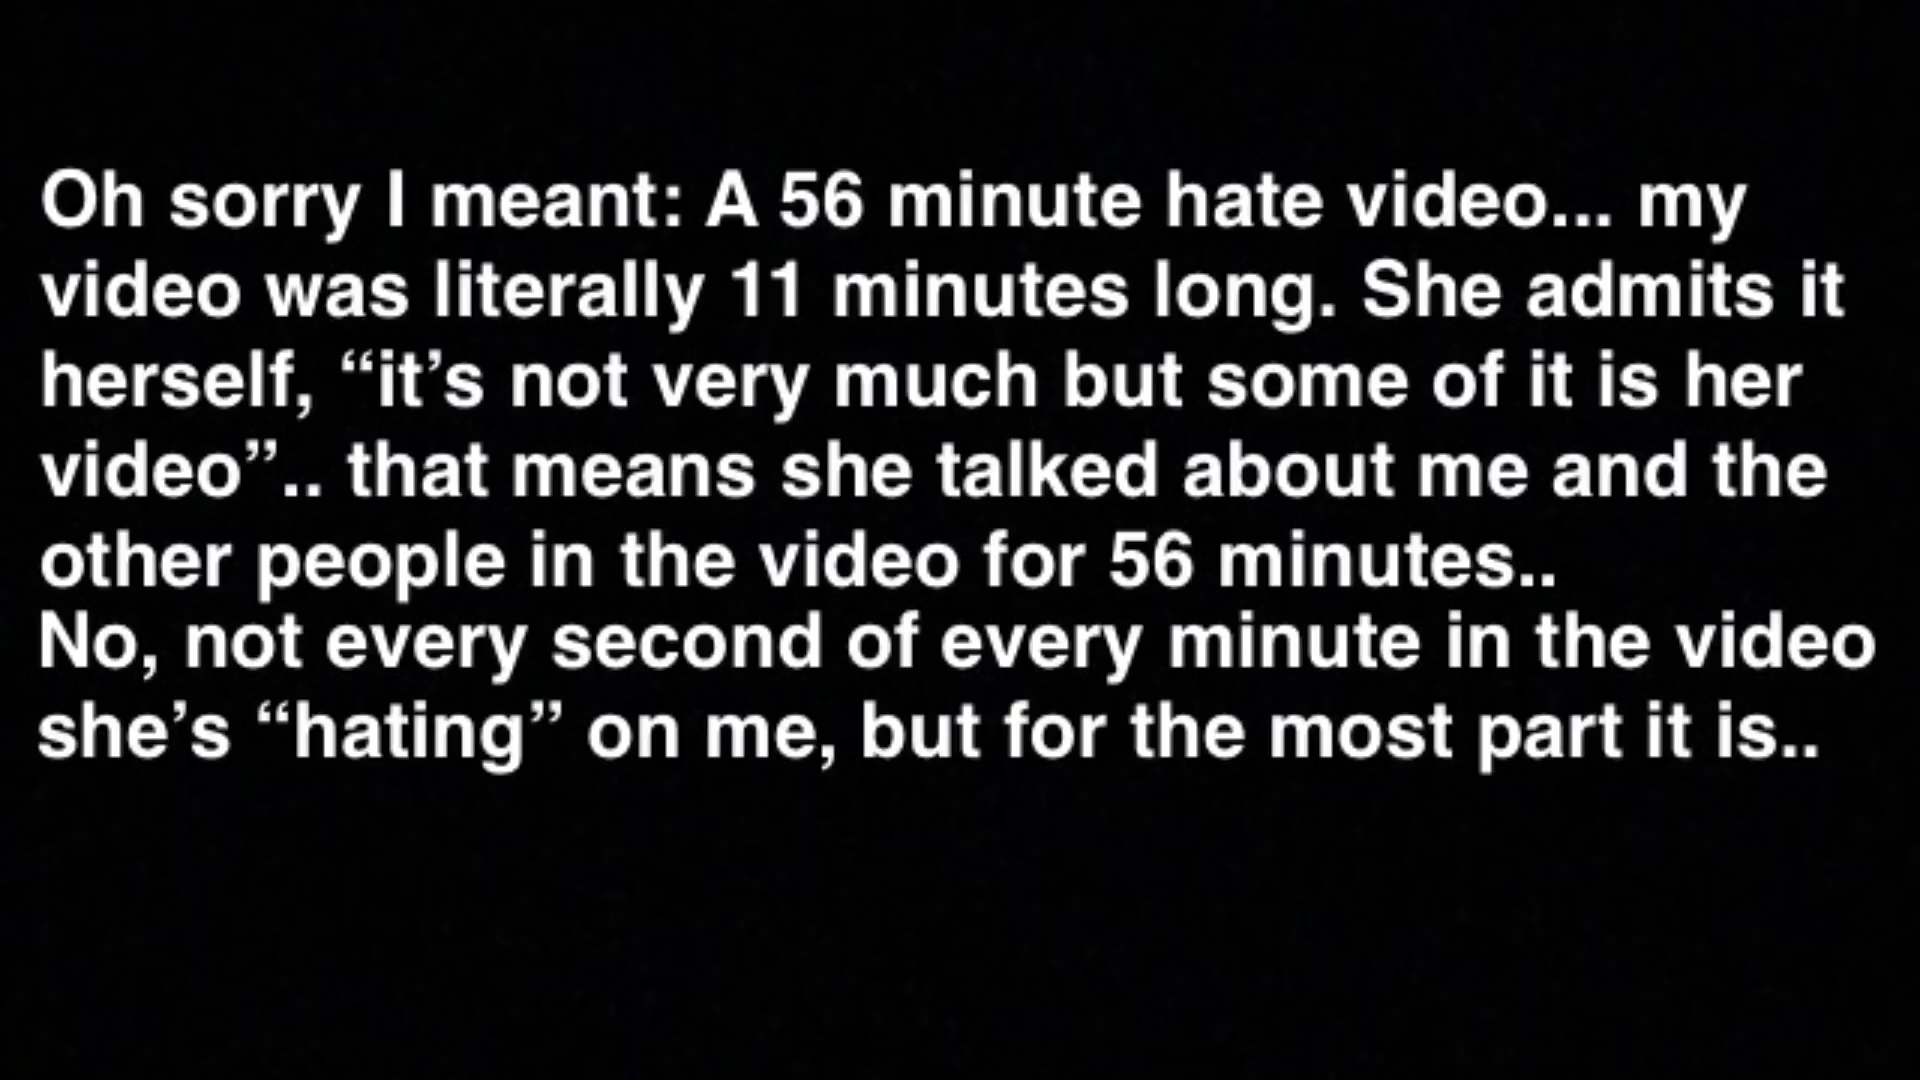 Oh sorry I meant: A 56 minute hate video... my
video was literally 11 minutes long. She admits it
herself, “it’s not very much but some of it is her
video”.. that means she talked about me and the
other people in the video for 56 minutes..
No, not every second of every minute in the video
she’s “hating” on me, but for the most part it is..